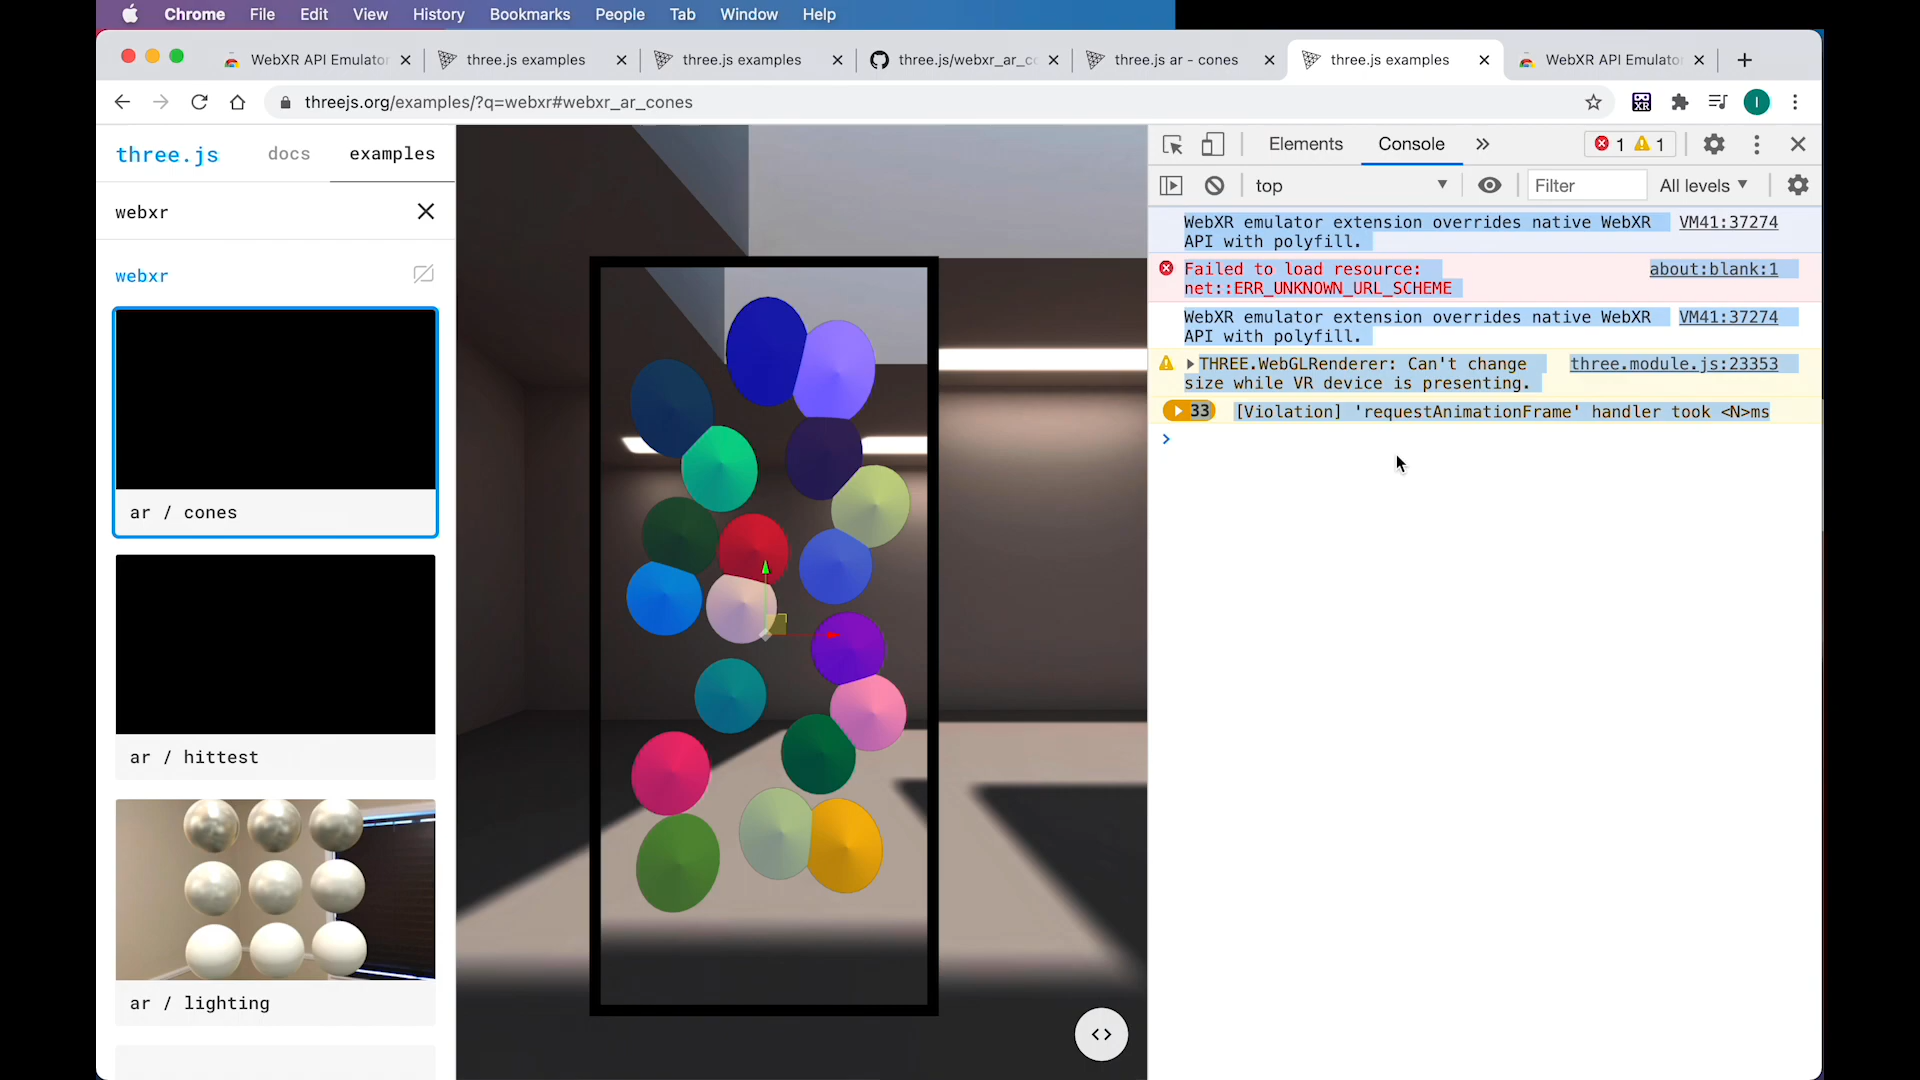 Chrome File Edit View History Bookmarks People Tab Window Help
WebXR API Emulator three.js examples three.js examples three.js/webxr_ar_co three.js ar - cones three.js examples WebXR API Emulator
threejs.org/examples/?q=webxr#webxr_ar_cones XR I
three.js docs examples
webxr
webxr
ar / cones
ar / hittest
ar / lighting
Elements Console 1 1
top Filter All levels
WebXR emulator extension overrides native WebXR VM41:37274
API with polyfill.
Failed to load resource: about:blank:1
net::ERR_UNKNOWN_URL_SCHEME
WebXR emulator extension overrides native WebXR VM41:37274
API with polyfill.
THREE.WebGLRenderer: Can't change three.module.js:23353
size while VR device is presenting.
33 [Violation] 'requestAnimationFrame' handler took <N>ms